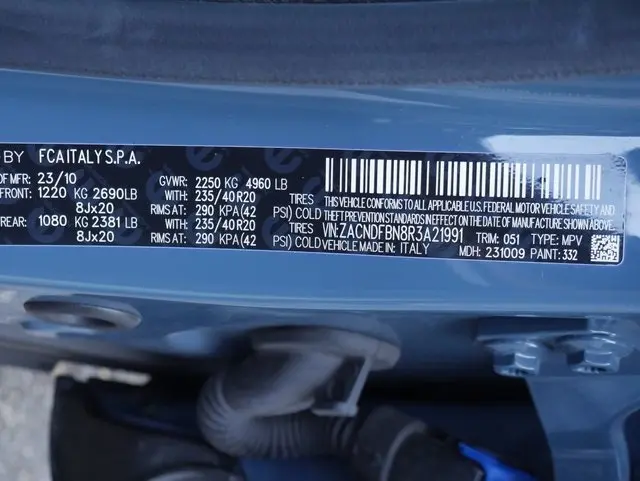 BY FCA ITALY S.P.A.
OF MFR: 23/10 GVWR: 2250 KG 4960 LB
FRONT: 1220 KG 2690LB WITH: 235/40R20 TIRES THIS VEHICLE CONFORMS TO ALL APPLICABLE U.S.FEDERAL MOTOR VEHICLE SAFETY AND
8Jx20 RIMS AT: 290 KPA(42 PSI) COLD THEFT PREVENTION STANDARDS IN EFFECT ON THE DATE OF MANUFACTURE SHOWN ABOVE.
REAR: 1080 KG 2381 LB WITH: 235/40R20 TIRES VIN:ZACNDFBN8R3A21991 TRIM: 051 TYPE: MPV
8Jx20 RIMS AT: 290 KPA(42 PSI) COLD MADE IN: ITALY MDH: 231009 PAINT: 332